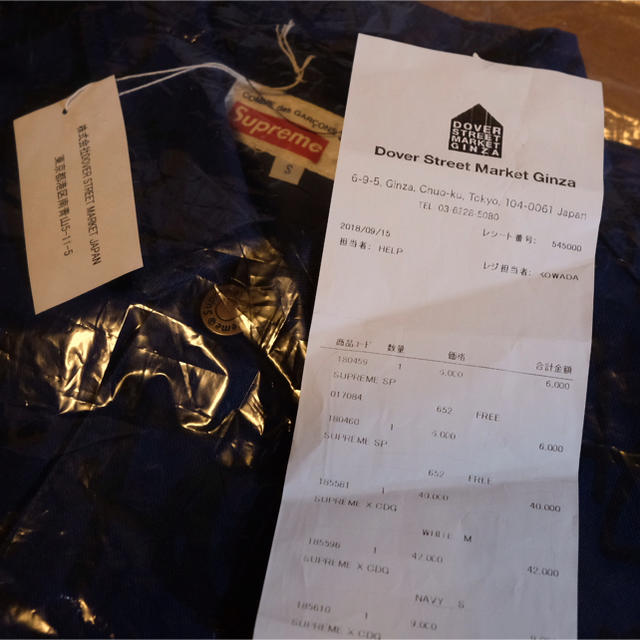 株式会社DOVER STREET MARKET JAPAN
東京都港区南青山5-11-5
COMME des GARÇONS
Supreme
S
DOVER
STREET
MARKET
GINZA
Dover Street Market Ginza
6-9-5, Ginza, Chuo-ku, Tokyo, 104-0061 Japan
TEL 03-6228-5080
2018/09/15 レシート番号: 545000
担当者: HELP
レジ担当者: KOWADA
商品コード 数量 価格 合計金額
180459 1 6,000 6,000
SUPREME SP
017084 652 FREE
180460 1 6,000 6,000
SUPREME SP
652 FREE
185581 1 40,000 40,000
SUPREME X CDG
WHITE M
185596 1 42,000 42,000
SUPREME X CDG
NAVY S
185610 1 9,000
SUPREME X CDG